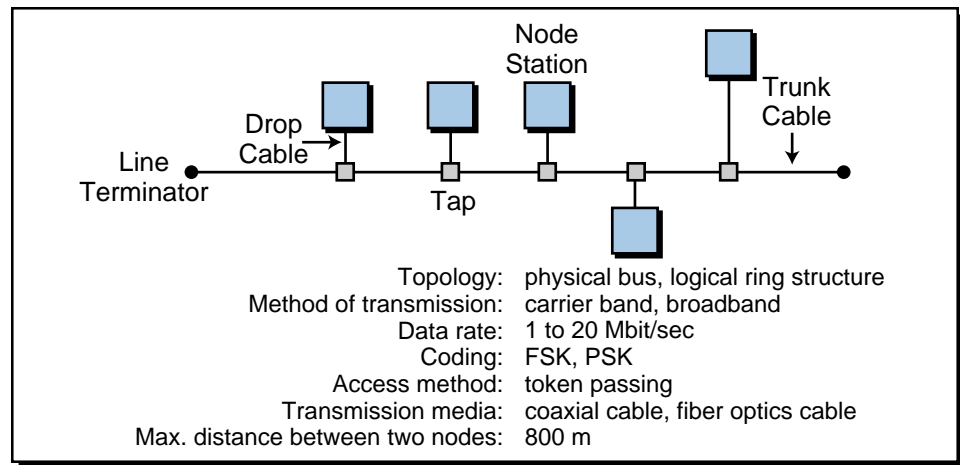 Node
Station
Trunk
Cable
Drop
Cable
Line
Terminator
Tap
Topology: physical bus, logical ring structure
Method of transmission: carrier band, broadband
Data rate: 1 to 20 Mbit/sec
Coding: FSK, PSK
Access method: token passing
Transmission media: coaxial cable, fiber optics cable
Max. distance between two nodes: 800 m